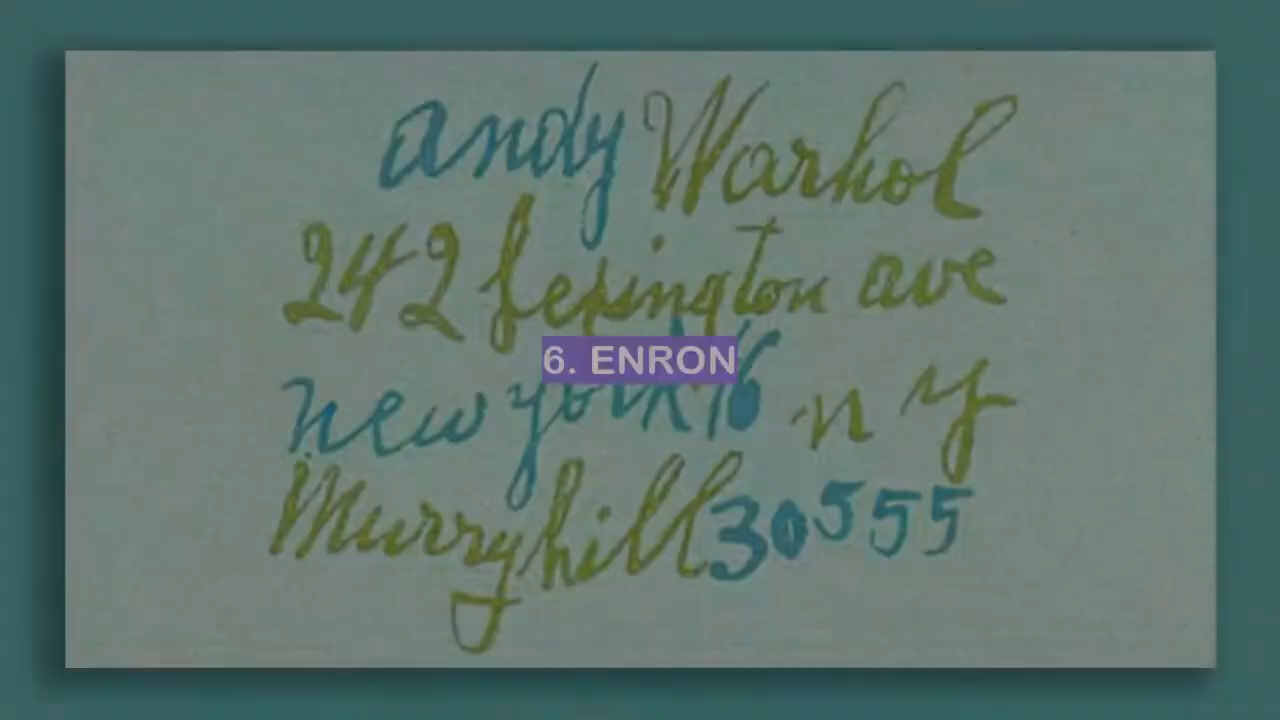 andy Warhol
242 Lexington ave
6. ENRON
new york 16 n y
Murryhill 30555